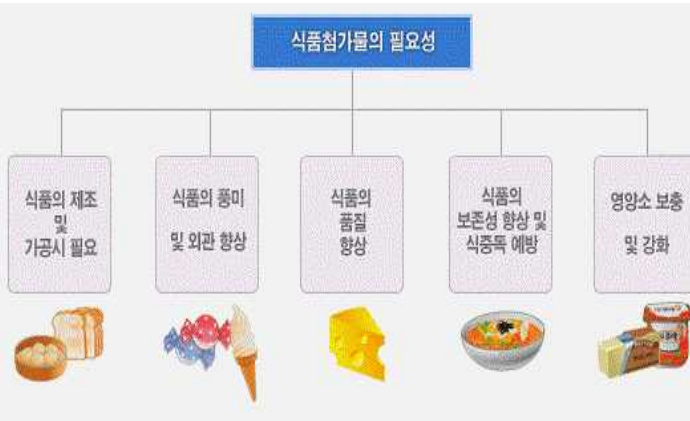 식품첨가물의 필요성
식품의 제조
및
가공시 필요
식품의 풍미
및 외관 향상
식품의
품질
향상
식품의
보존성 향상 및
식중독 예방
영양소 보충
및 강화